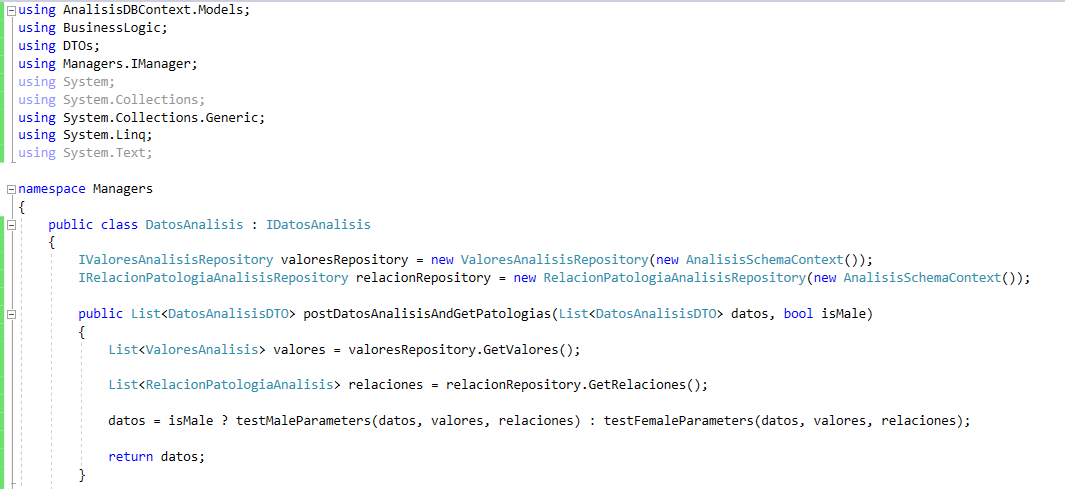 using AnalisisDBContext.Models;
using BusinessLogic;
using DTOs;
using Managers.IManager;
using System;
using System.Collections;
using System.Collections.Generic;
using System.Linq;
using System.Text;
namespace Managers
{
public class DatosAnalisis : IDatosAnalisis
{
IValoresAnalisisRepository valoresRepository = new ValoresAnalisisRepository(new AnalisisSchemaContext());
IRelacionPatologiaAnalisisRepository relacionRepository = new RelacionPatologiaAnalisisRepository(new AnalisisSchemaContext());
public List<DatosAnalisisDTO> postDatosAnalisisAndGetPatologias(List<DatosAnalisisDTO> datos, bool isMale)
{
List<ValoresAnalisis> valores = valoresRepository.GetValores();
List<RelacionPatologiaAnalisis> relaciones = relacionRepository.GetRelaciones();
datos = isMale ? testMaleParameters(datos, valores, relaciones) : testFemaleParameters(datos, valores, relaciones);
return datos;
}